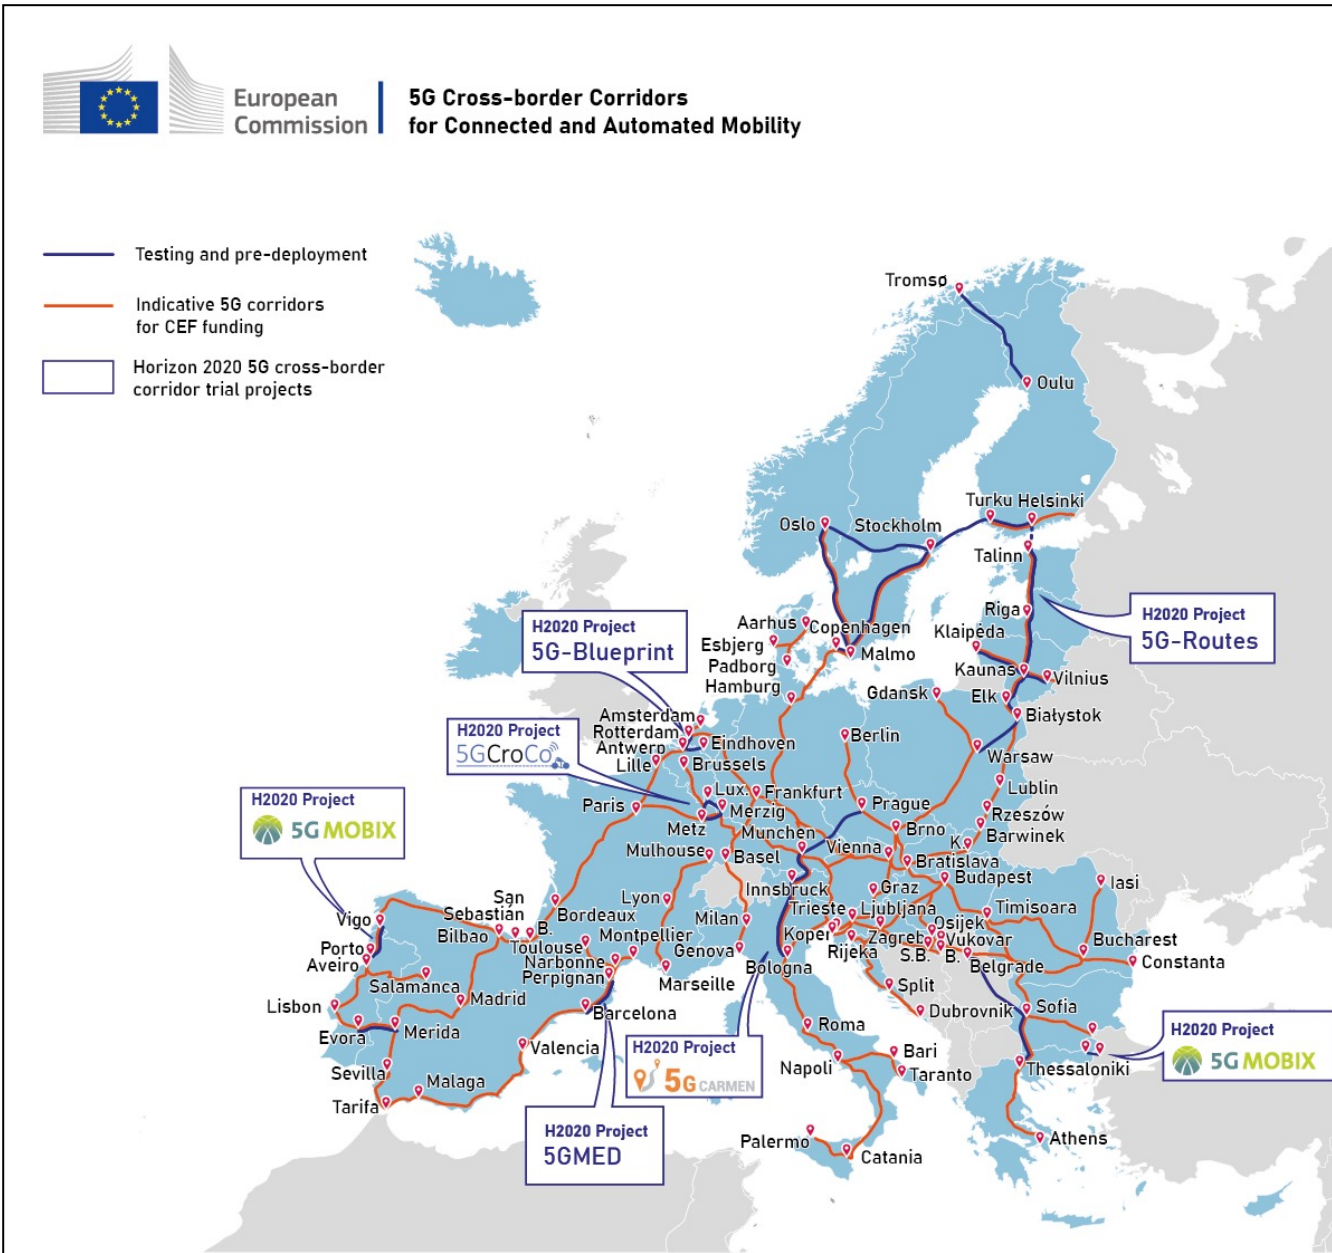 European
Commission
5G Cross-border Corridors
for Connected and Automated Mobility
Testing and pre-deployment
Indicative 5G corridors
for CEF funding
Horizon 2020 5G cross-border
corridor trial projects
Tromsø
Oulu
Turku Helsinki
Oslo
Stockholm
Talinn
Riga
H2020 Project
5G-Routes
Klaipėda
Kaunas
Vilnius
Aarhus
Copenhagen
Esbjerg
Malmo
Padborg
Hamburg
Gdansk
Elk
Białystok
H2020 Project
5G-Blueprint
Amsterdam
Rotterdam
Antwerp
Eindhoven
Lille
Brussels
Berlin
Warsaw
H2020 Project
5GCroCo
Lux.
Frankfurt
Lublin
Paris
Merzig
Prague
Rzeszów
Metz
Munchen
Brno
Barwinek
H2020 Project
5G MOBIX
Mulhouse
Basel
Vienna
K.
Bratislava
Innsbruck
Budapest
Iasi
San
Sebastián
Bilbao
B.
Bordeaux
Lyon
Graz
Milan
Trieste
Ljubljana
Timisoara
Vigo
Toulouse
Montpellier
Genova
Koper
Zagreb
Osijek
Vukovar
Bucharest
Porto
Narbonne
Rijeka
S.B.
B.
Belgrade
Constanta
Aveiro
Perpignan
Marseille
Bologna
Salamanca
Madrid
Split
Lisbon
Barcelona
Dubrovnik
Sofia
Evora
Merida
Roma
H2020 Project
5G MOBIX
Valencia
H2020 Project
5G CARMEN
Bari
Sevilla
Napoli
Taranto
Thessaloniki
Malaga
Tarifa
H2020 Project
5GMED
Palermo
Catania
Athens